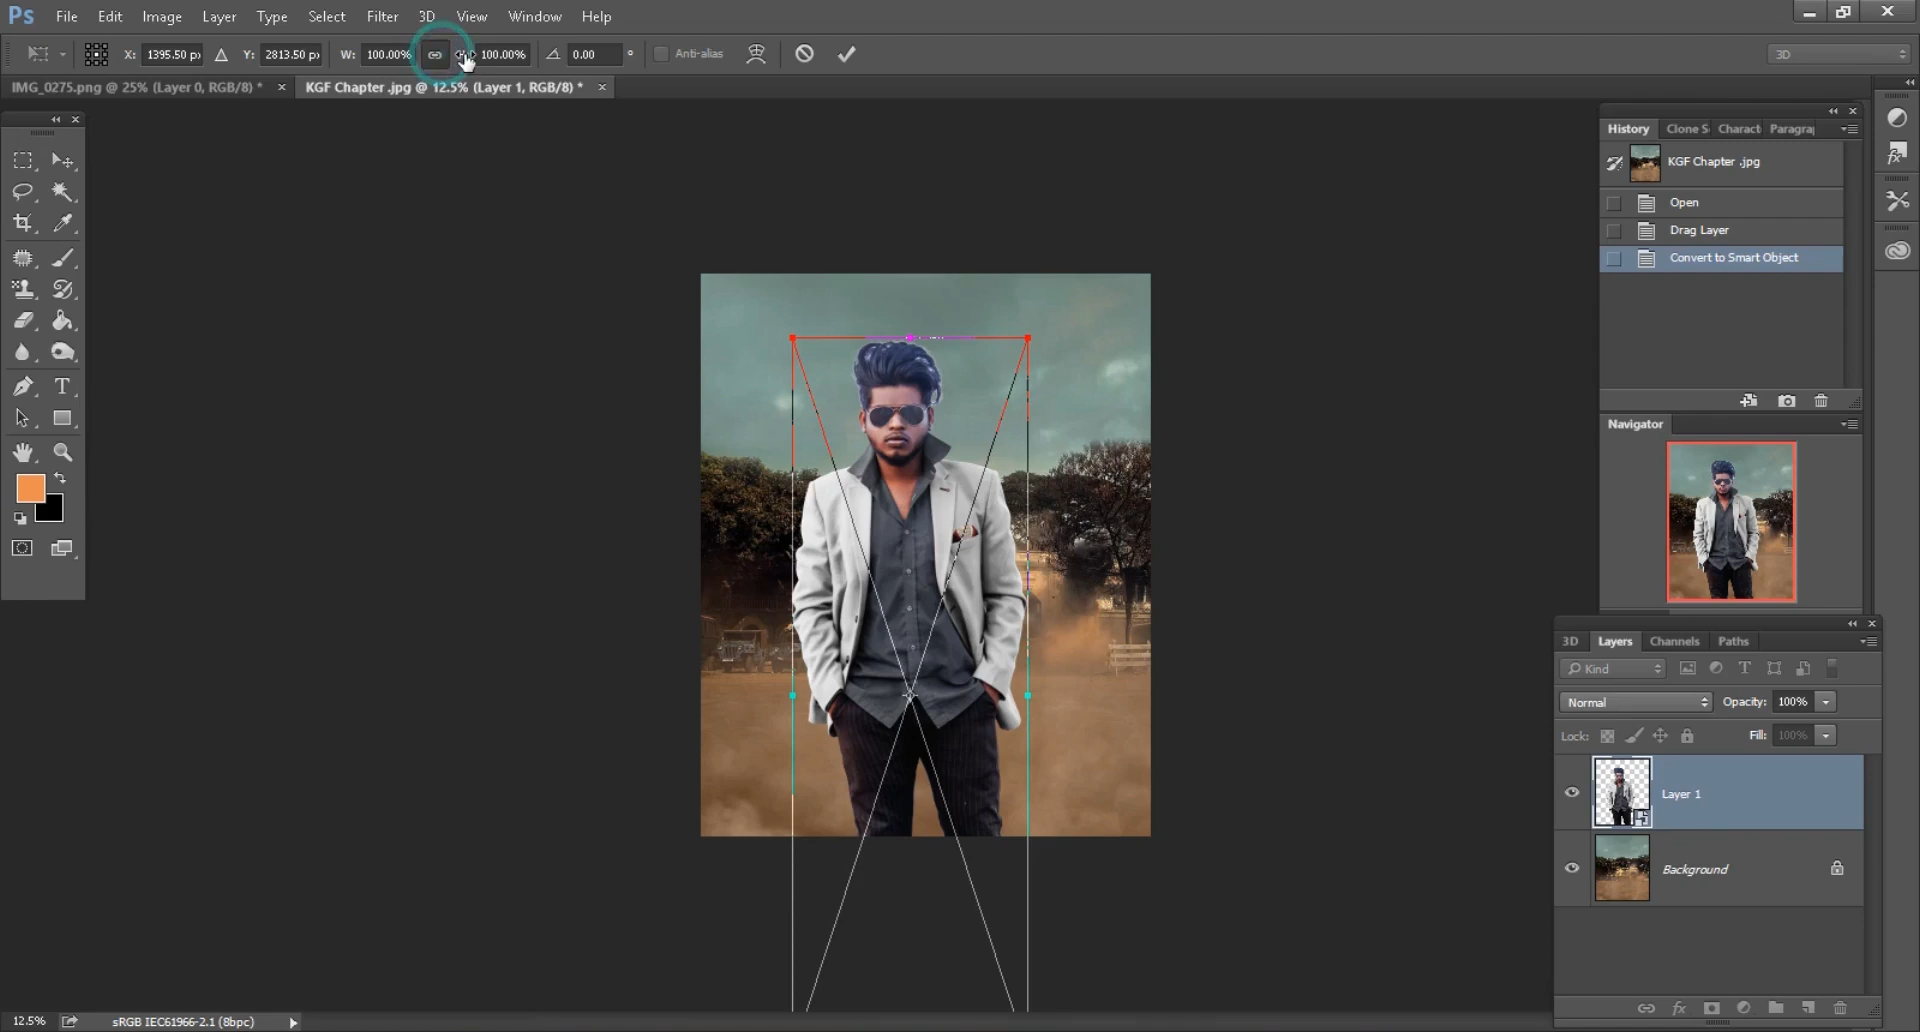 Ps File Edit Image Layer Type Select Filter 3D View Window Help
X: 1395.50 px Y: 2813.50 px W: 100.00% 100.00% 0.00 ° Anti-alias 3D
IMG_0275.png @ 25% (Layer 0, RGB/8) * × KGF Chapter .jpg @ 12.5% (Layer 1, RGB/8) * ×
History Clone S Charact Paragra
KGF Chapter .jpg
Open
Drag Layer
Convert to Smart Object
Navigator
3D Layers Channels Paths
Kind
Normal Opacity: 100%
Lock: Fill: 100%
Layer 1
Background
12.5% sRGB IEC61966-2.1 (8bpc)